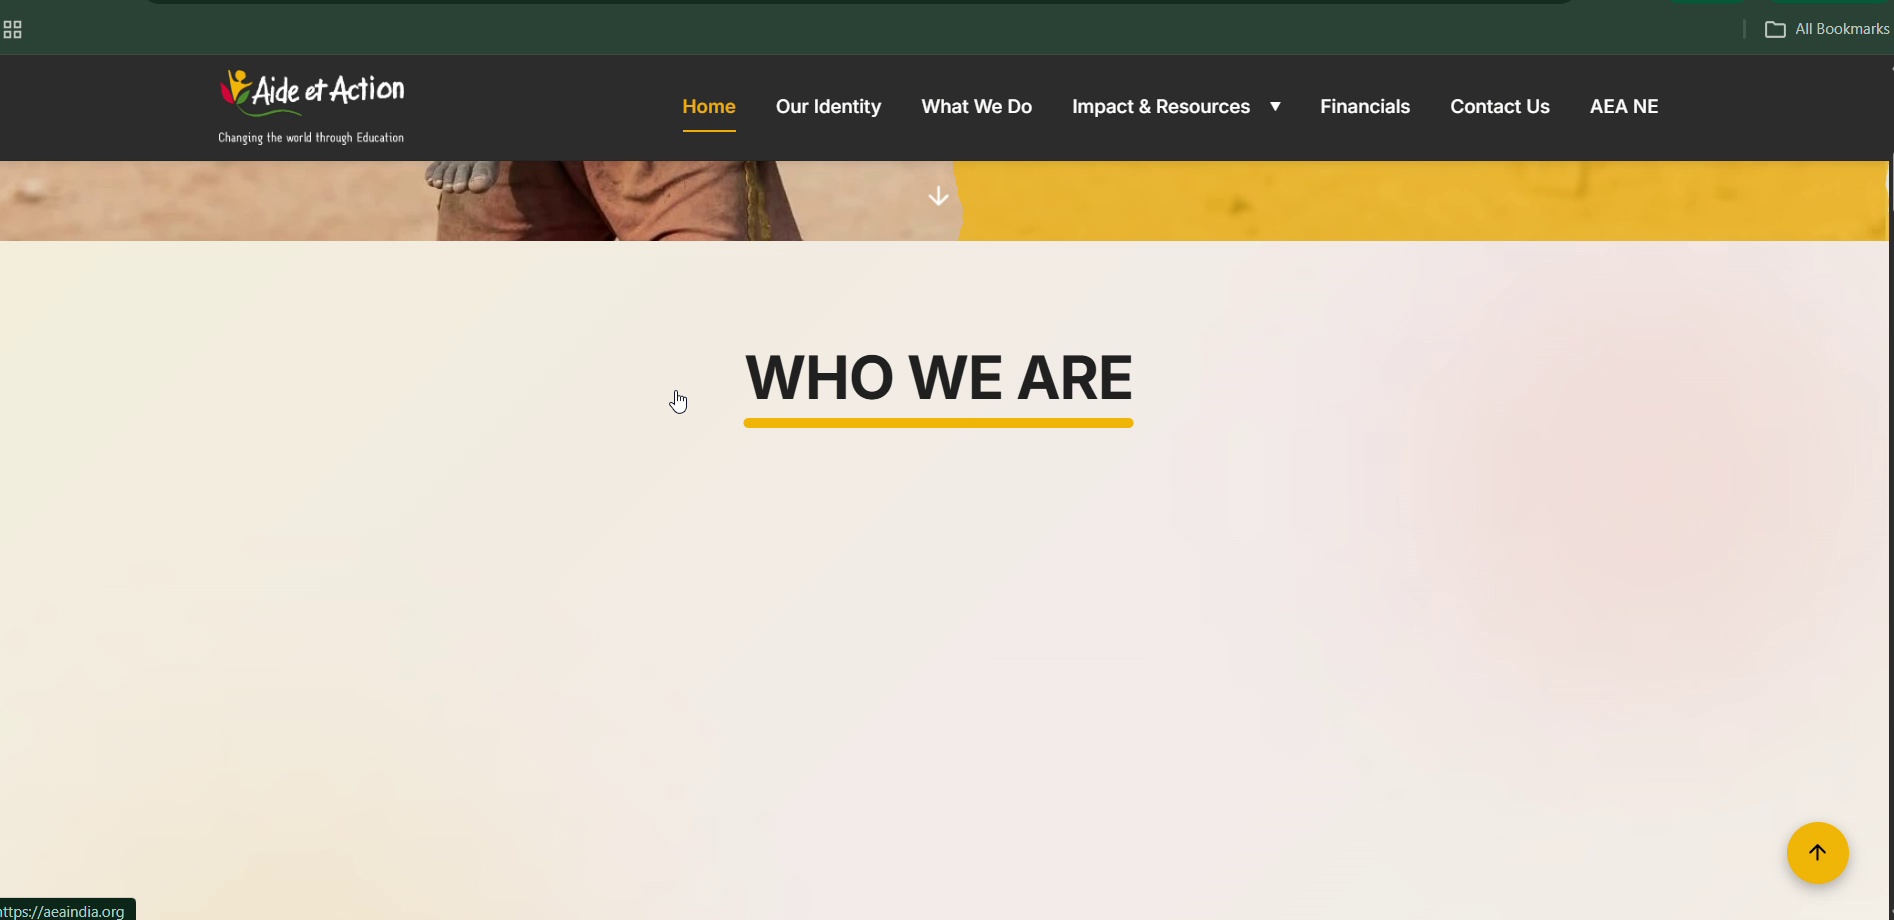 All Bookmarks
Aide et Action
Changing the world through Education
Home Our Identity What We Do Impact & Resources ▼ Financials Contact Us AEA NE
WHO WE ARE
https://aeaindia.org